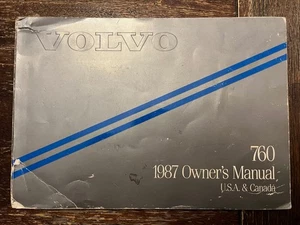 VOLVO
760
1987 Owner's Manual
U.S.A. & Canada